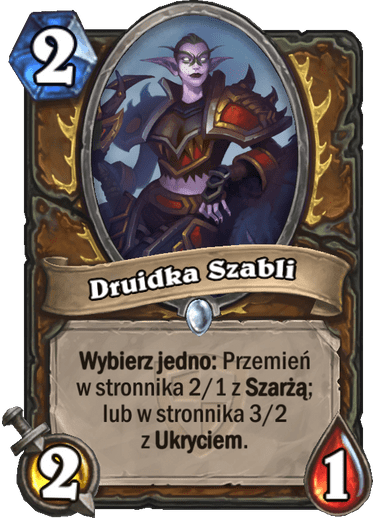 2
Druidka Szabli
Wybierz jedno: Przemień
w stronnika 2/1 z Szarżą;
lub w stronnika 3/2
z Ukryciem.
2
1